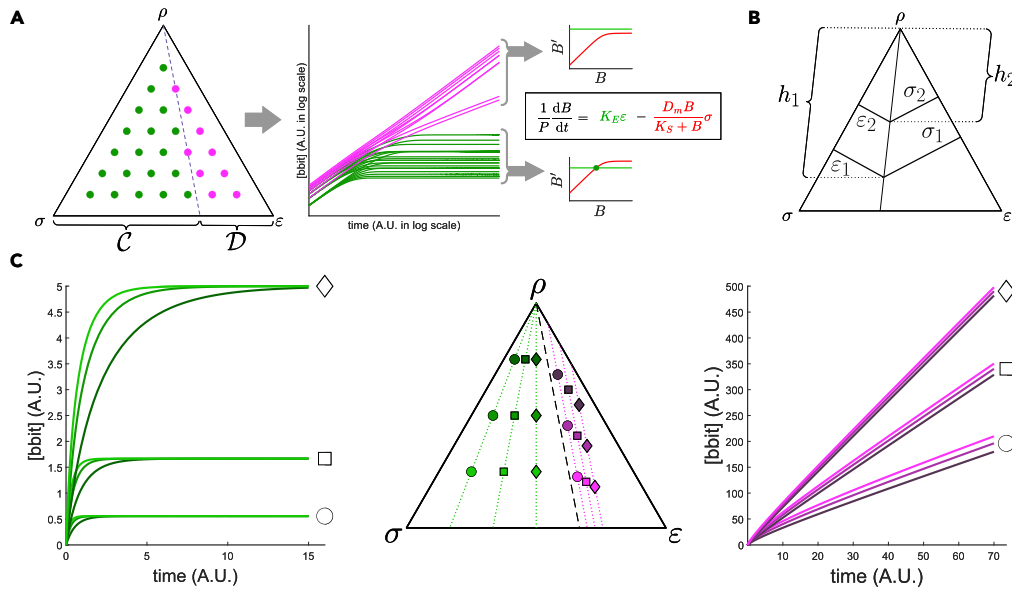 A
ρ
σ
ε
C
D
[bbit] (A.U. in log scale)
time (A.U. in log scale)
B'
B
1/P dB/dt = K_E ε − D_m B / (K_S + B) σ
B'
B
B
ρ
h₁
h₂
σ₂
ε₂
σ₁
ε₁
σ
ε
C
[bbit] (A.U.)
5
4.5
4
3.5
3
2.5
2
1.5
1
0.5
0
0 5 10 15
time (A.U.)
ρ
σ
ε
[bbit] (A.U.)
500
450
400
350
300
250
200
150
100
50
0
10 20 30 40 50 60 70
time (A.U.)